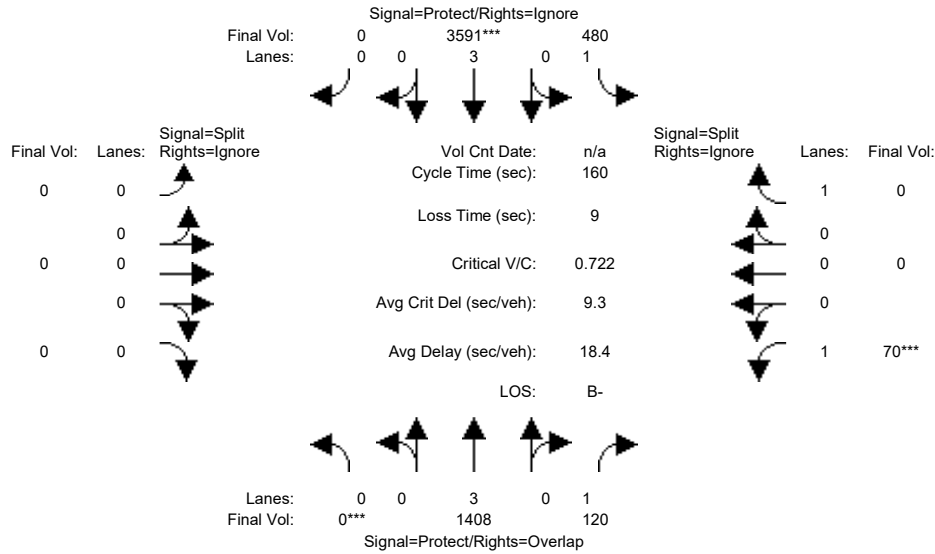 Signal=Protect/Rights=Ignore
Final Vol: 0 3591*** 480
Lanes: 0 0 3 0 1
Signal=Split
Final Vol: Lanes: Rights=Ignore
Vol Cnt Date: n/a
Signal=Split
Rights=Ignore Lanes: Final Vol:
Cycle Time (sec): 160
0 0
1 0
Loss Time (sec): 9
0
0
0 0
Critical V/C: 0.722
0 0
0
Avg Crit Del (sec/veh): 9.3
0
0 0
Avg Delay (sec/veh): 18.4
1 70***
LOS: B-
Lanes: 0 0 3 0 1
Final Vol: 0*** 1408 120
Signal=Protect/Rights=Overlap